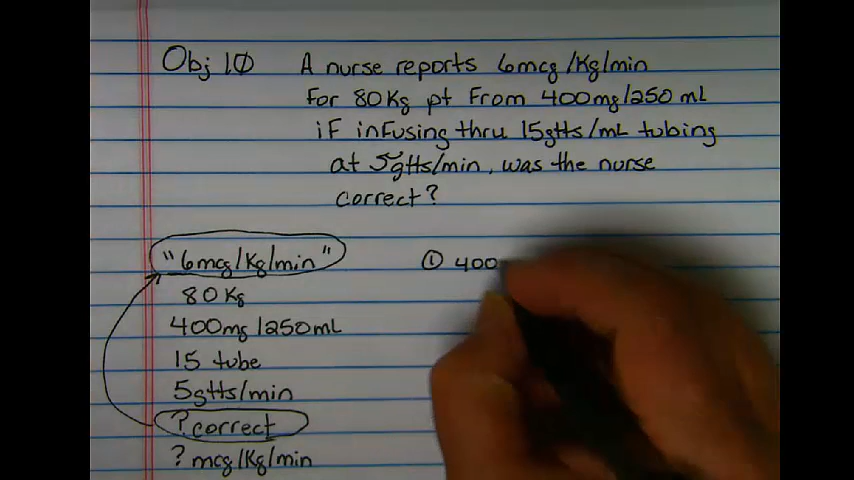 Obj 10 A nurse reports 6mcg/Kg/min
For 80Kg pt From 400mg/250 mL
if infusing thru 15gtts/mL tubing
at 5gtts/min, was the nurse
correct?
"6mcg/Kg/min"
80 Kg
400mg/250mL
15 tube
5gtts/min
? correct
? mcg/Kg/min
① 400